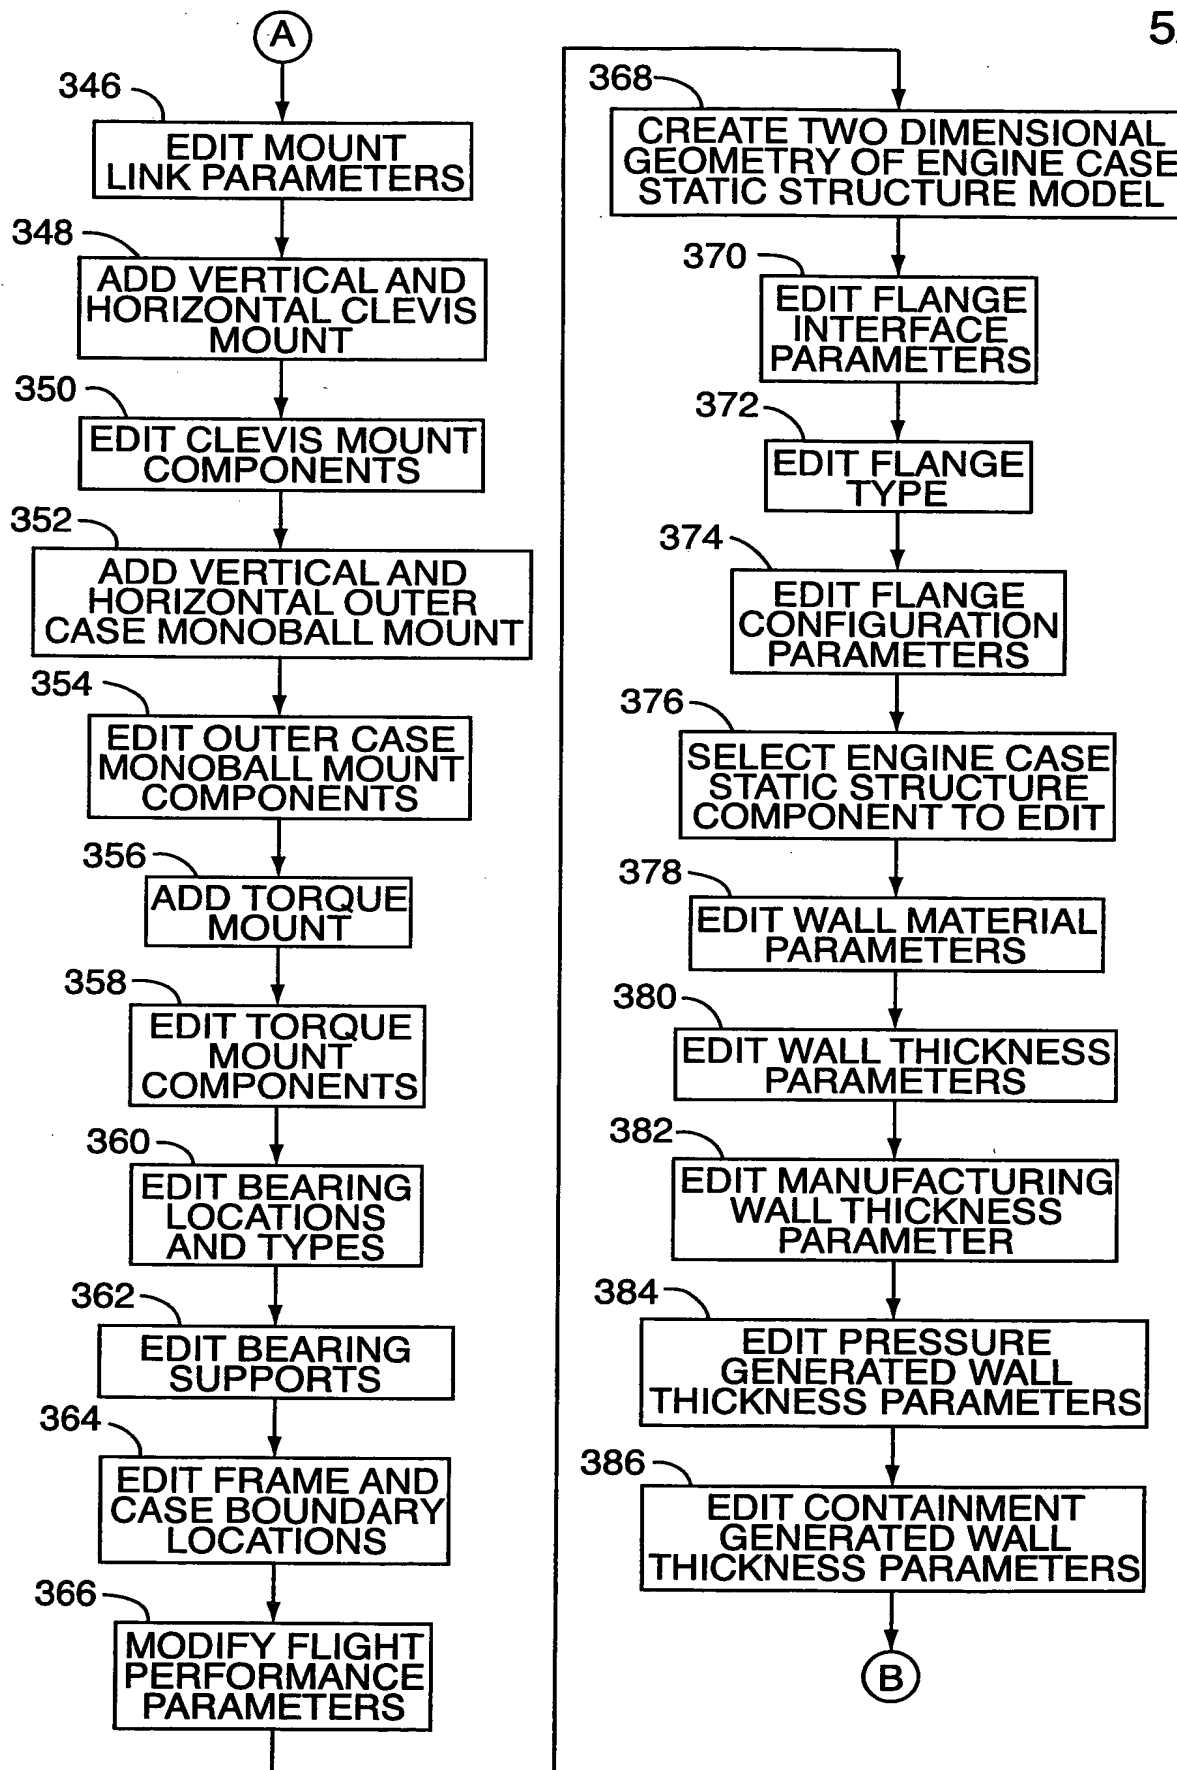 A
346
EDIT MOUNT
LINK PARAMETERS
348
ADD VERTICAL AND
HORIZONTAL CLEVIS
MOUNT
350
EDIT CLEVIS MOUNT
COMPONENTS
352
ADD VERTICAL AND
HORIZONTAL OUTER
CASE MONOBALL MOUNT
354
EDIT OUTER CASE
MONOBALL MOUNT
COMPONENTS
356
ADD TORQUE
MOUNT
358
EDIT TORQUE
MOUNT
COMPONENTS
360
EDIT BEARING
LOCATIONS
AND TYPES
362
EDIT BEARING
SUPPORTS
364
EDIT FRAME AND
CASE BOUNDARY
LOCATIONS
366
MODIFY FLIGHT
PERFORMANCE
PARAMETERS
368
CREATE TWO DIMENSIONAL
GEOMETRY OF ENGINE CASE
STATIC STRUCTURE MODEL
370
EDIT FLANGE
INTERFACE
PARAMETERS
372
EDIT FLANGE
TYPE
374
EDIT FLANGE
CONFIGURATION
PARAMETERS
376
SELECT ENGINE CASE
STATIC STRUCTURE
COMPONENT TO EDIT
378
EDIT WALL MATERIAL
PARAMETERS
380
EDIT WALL THICKNESS
PARAMETERS
382
EDIT MANUFACTURING
WALL THICKNESS
PARAMETER
384
EDIT PRESSURE
GENERATED WALL
THICKNESS PARAMETERS
386
EDIT CONTAINMENT
GENERATED WALL
THICKNESS PARAMETERS
B